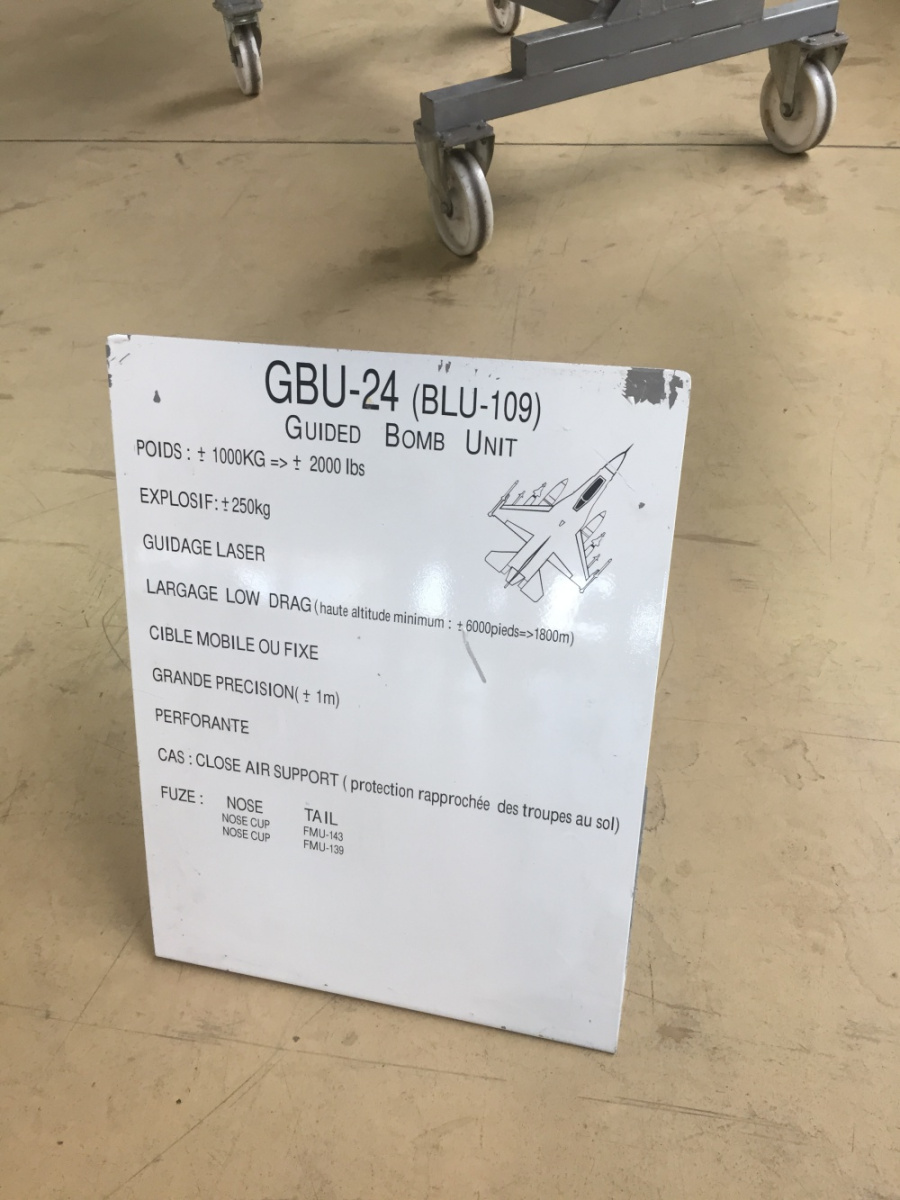 GBU-24 (BLU-109)
GUIDED BOMB UNIT
POIDS : ± 1000KG => ± 2000 lbs
EXPLOSIF: ±250kg
GUIDAGE LASER
LARGAGE LOW DRAG (haute altitude minimum : ±6000pieds=>1800m)
CIBLE MOBILE OU FIXE
GRANDE PRECISION( ± 1m)
PERFORANTE
CAS : CLOSE AIR SUPPORT ( protection rapprochée des troupes au sol)
FUZE : NOSE TAIL
NOSE CUP FMU-143
NOSE CUP FMU-139